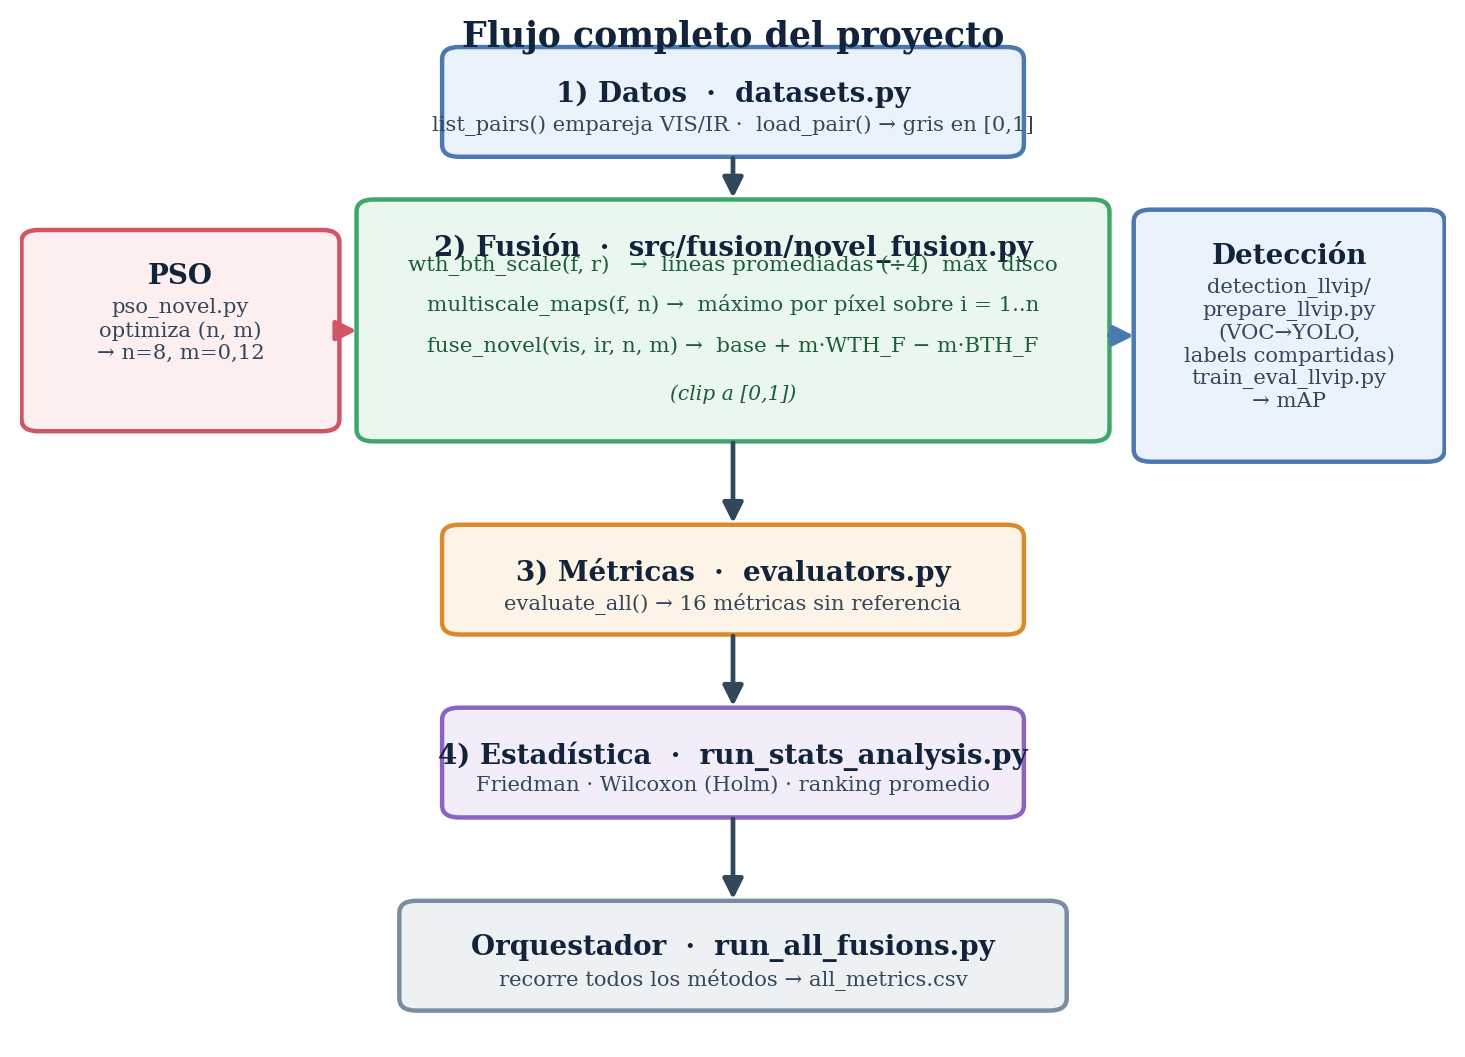 Flujo completo del proyecto
1) Datos · datasets.py
list_pairs() empareja VIS/IR · load_pair() → gris en [0,1]
PSO
pso_novel.py
optimiza (n, m)
→ n=8, m=0,12
2) Fusión · src/fusion/novel_fusion.py
wth_bth_scale(f, r) → líneas promediadas (÷4) máx disco
multiscale_maps(f, n) → máximo por píxel sobre i = 1..n
fuse_novel(vis, ir, n, m) → base + m·WTH_F − m·BTH_F
(clip a [0,1])
Detección
detection_llvip/
prepare_llvip.py
(VOC→YOLO,
labels compartidas)
train_eval_llvip.py
→ mAP
3) Métricas · evaluators.py
evaluate_all() → 16 métricas sin referencia
4) Estadística · run_stats_analysis.py
Friedman · Wilcoxon (Holm) · ranking promedio
Orquestador · run_all_fusions.py
recorre todos los métodos → all_metrics.csv